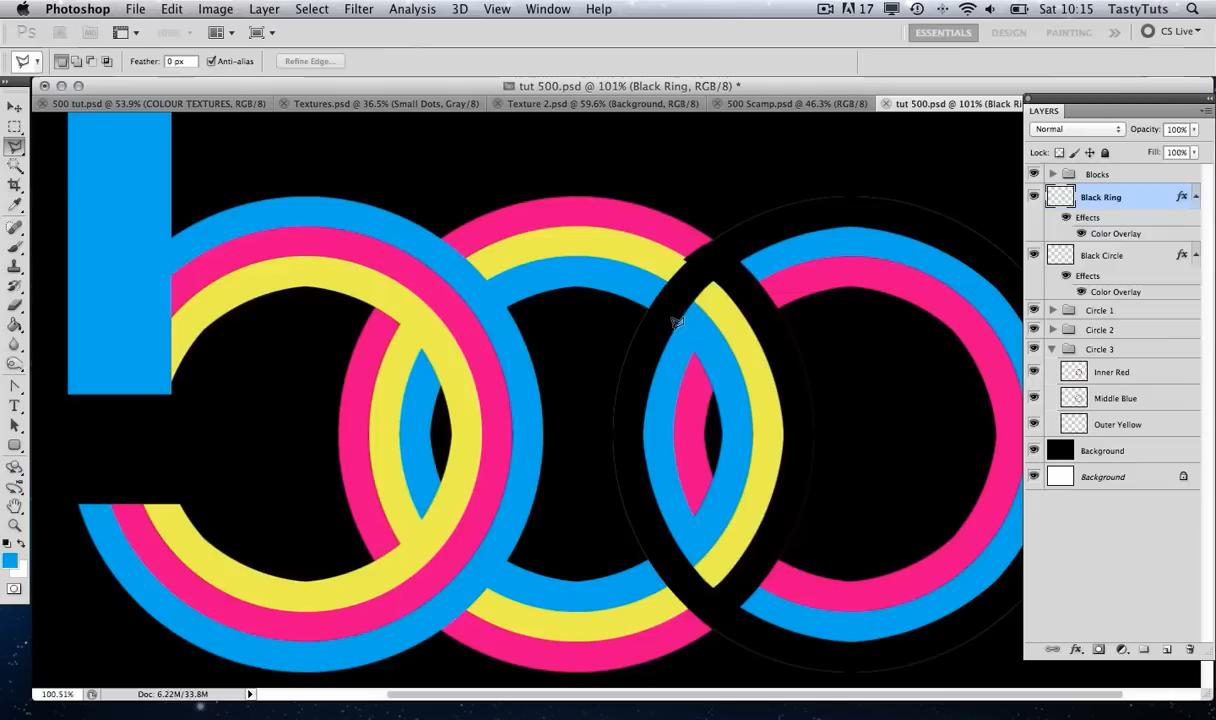 Photoshop File Edit Image Layer Select Filter Analysis 3D View Window Help 17 Sat 10:15 TastyTuts
Ps ESSENTIALS DESIGN PAINTING CS Live
Feather: 0 px Anti-alias Refine Edge...
tut 500.psd @ 101% (Black Ring, RGB/8) *
500 tut.psd @ 53.9% (COLOUR TEXTURES, RGB/8) Textures.psd @ 36.5% (Small Dots, Gray/8) Texture 2.psd @ 59.6% (Background, RGB/8) 500 Scamp.psd @ 46.3% (RGB/8) tut 500.psd @ 101% (Black Ri
LAYERS
Normal Opacity: 100%
Lock: Fill: 100%
Blocks
Black Ring fx
Effects
Color Overlay
Black Circle fx
Effects
Color Overlay
Circle 1
Circle 2
Circle 3
Inner Red
Middle Blue
Outer Yellow
Background
Background
fx
100.51% Doc: 6.22M/33.8M